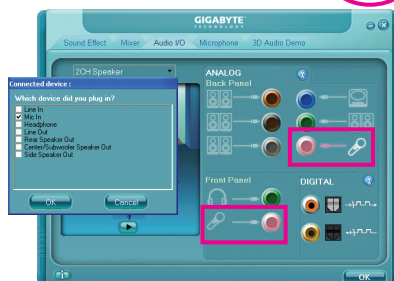 GIGABYTE
TECHNOLOGY
Sound Effect Mixer Audio I/O Microphone 3D Audio Demo
2CH Speaker
ANALOG
Back Panel
Connected device :
Which device did you plug in?
Line In
Mic In
Headphone
Line Out
Rear Speaker Out
Center/Subwoofer Speaker Out
Side Speaker Out
OK Cancel
Front Panel
DIGITAL
OK